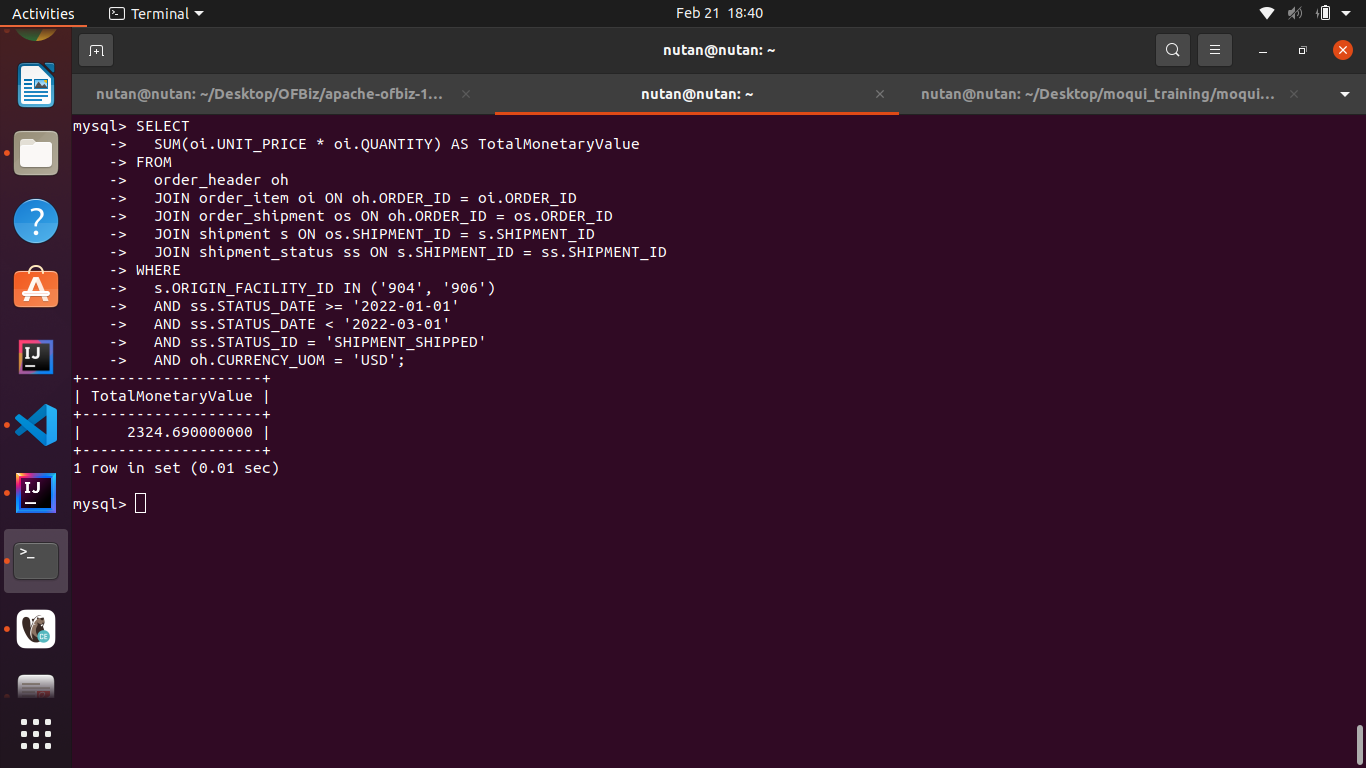 Activities
Terminal
Feb 21 18:40
nutan@nutan: ~
nutan@nutan: ~/Desktop/OFBiz/apache-ofbiz-1...
nutan@nutan: ~
nutan@nutan: ~/Desktop/moqui_training/moqui...
mysql> SELECT
    ->   SUM(oi.UNIT_PRICE * oi.QUANTITY) AS TotalMonetaryValue
    -> FROM
    ->   order_header oh
    ->   JOIN order_item oi ON oh.ORDER_ID = oi.ORDER_ID
    ->   JOIN order_shipment os ON oh.ORDER_ID = os.ORDER_ID
    ->   JOIN shipment s ON os.SHIPMENT_ID = s.SHIPMENT_ID
    ->   JOIN shipment_status ss ON s.SHIPMENT_ID = ss.SHIPMENT_ID
    -> WHERE
    ->   s.ORIGIN_FACILITY_ID IN ('904', '906')
    ->   AND ss.STATUS_DATE >= '2022-01-01'
    ->   AND ss.STATUS_DATE < '2022-03-01'
    ->   AND ss.STATUS_ID = 'SHIPMENT_SHIPPED'
    ->   AND oh.CURRENCY_UOM = 'USD';
+--------------------+
| TotalMonetaryValue |
+--------------------+
|     2324.690000000 |
+--------------------+
1 row in set (0.01 sec)
mysql>
?
A
IJ
IJ
>_
CE